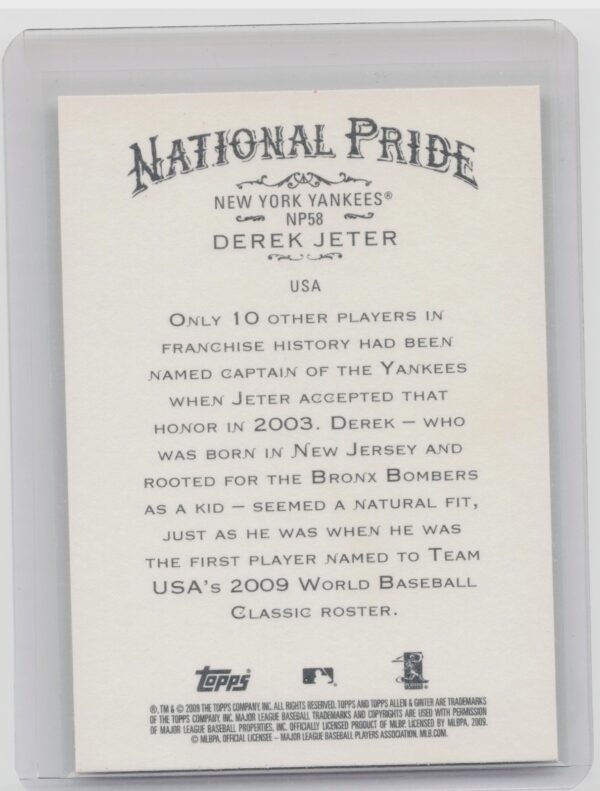 NATIONAL PRIDE
NEW YORK YANKEES®
NP58
DEREK JETER
USA
ONLY 10 OTHER PLAYERS IN
FRANCHISE HISTORY HAD BEEN
NAMED CAPTAIN OF THE YANKEES
WHEN JETER ACCEPTED THAT
HONOR IN 2003. DEREK – WHO
WAS BORN IN NEW JERSEY AND
ROOTED FOR THE BRONX BOMBERS
AS A KID – SEEMED A NATURAL FIT,
JUST AS HE WAS WHEN HE WAS
THE FIRST PLAYER NAMED TO TEAM
USA'S 2009 WORLD BASEBALL
CLASSIC ROSTER.
TOPPS
®, TM & © 2009 THE TOPPS COMPANY, INC. ALL RIGHTS RESERVED. TOPPS AND TOPPS ALLEN & GINTER ARE TRADEMARKS
OF THE TOPPS COMPANY, INC. MAJOR LEAGUE BASEBALL TRADEMARKS AND COPYRIGHTS ARE USED WITH PERMISSION
OF MAJOR LEAGUE BASEBALL PROPERTIES, INC. OFFICIALLY LICENSED PRODUCT OF MLBP. LICENSED BY MLBPA, 2009.
© MLBPA. OFFICIAL LICENSEE – MAJOR LEAGUE BASEBALL PLAYERS ASSOCIATION. MLB.COM.